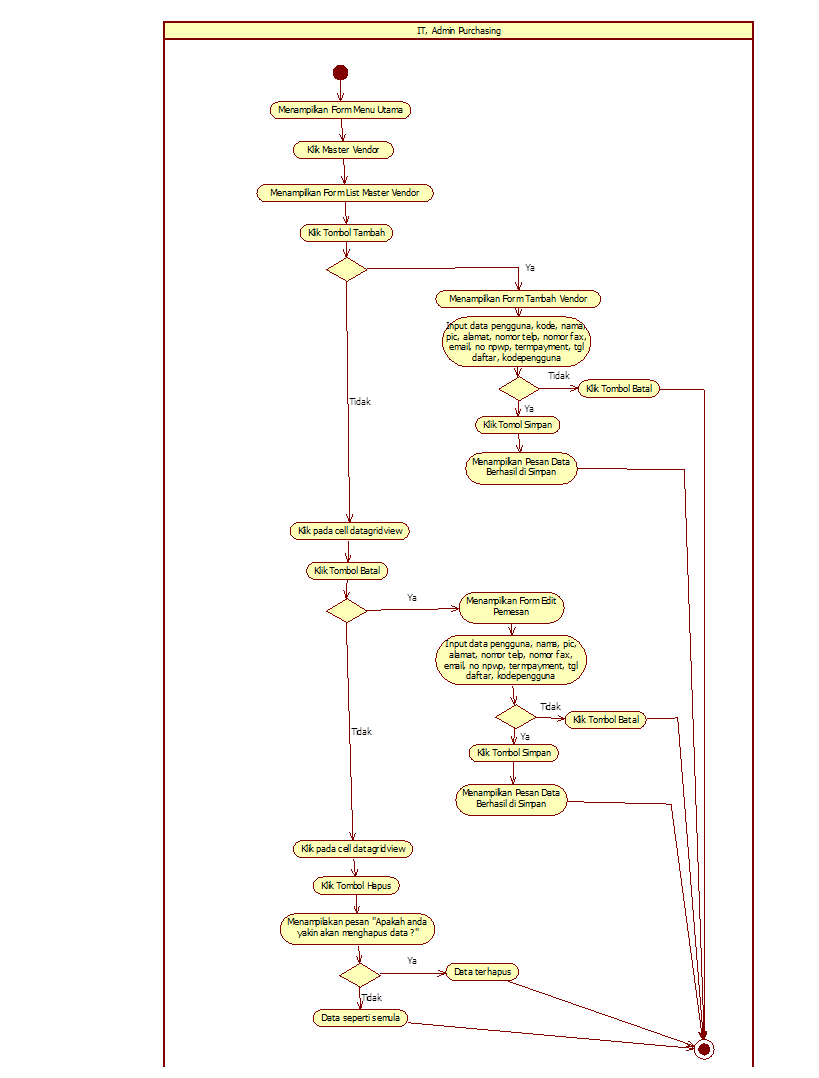 IT, Admin Purchasing
Menampilkan Form Menu Utama
Klik Master Vendor
Menampilkan Form List Master Vendor
Klik Tombol Tambah
Ya
Menampilkan Form Tambah Vendor
Input data pengguna, kode, nama,
pic, alamat, nomor telp, nomor fax,
email, no npwp, termpayment, tgl
daftar, kodepengguna
Tidak
Klik Tombol Batal
Ya
Klik Tomol Simpan
Tidak
Menampilkan Pesan Data
Berhasil di Simpan
Klik pada cell datagridview
Klik Tombol Batal
Ya
Menampilkan Form Edit
Pemesan
Input data pengguna, nama, pic,
alamat, nomor telp, nomor fax,
email, no npwp, termpayment, tgl
daftar, kodepengguna
Tidak
Klik Tombol Batal
Ya
Tidak
Klik Tombol Simpan
Menampilkan Pesan Data
Berhasil di Simpan
Klik pada cell datagridview
Klik Tombol Hapus
Menampilakan pesan "Apakah anda
yakin akan menghapus data ?"
Ya
Data terhapus
Tidak
Data seperti semula